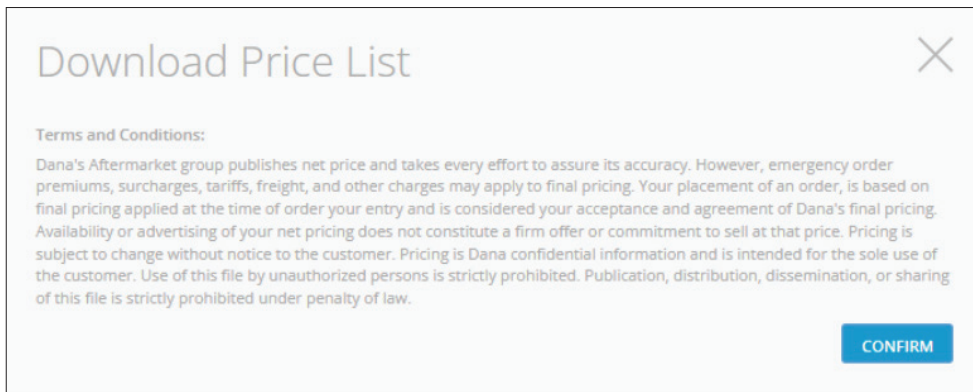 Download Price List
Terms and Conditions:
Dana's Aftermarket group publishes net price and takes every effort to assure its accuracy. However, emergency order
premiums, surcharges, tariffs, freight, and other charges may apply to final pricing. Your placement of an order, is based on
final pricing applied at the time of order your entry and is considered your acceptance and agreement of Dana's final pricing.
Availability or advertising of your net pricing does not constitute a firm offer or commitment to sell at that price. Pricing is
subject to change without notice to the customer. Pricing is Dana confidential information and is intended for the sole use of
the customer. Use of this file by unauthorized persons is strictly prohibited. Publication, distribution, dissemination, or sharing
of this file is strictly prohibited under penalty of law.
CONFIRM